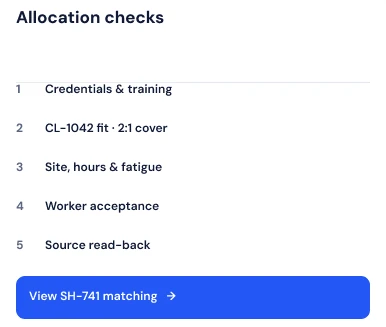 Allocation checks
1 Credentials & training
2 CL-1042 fit · 2:1 cover
3 Site, hours & fatigue
4 Worker acceptance
5 Source read-back
View SH-741 matching →